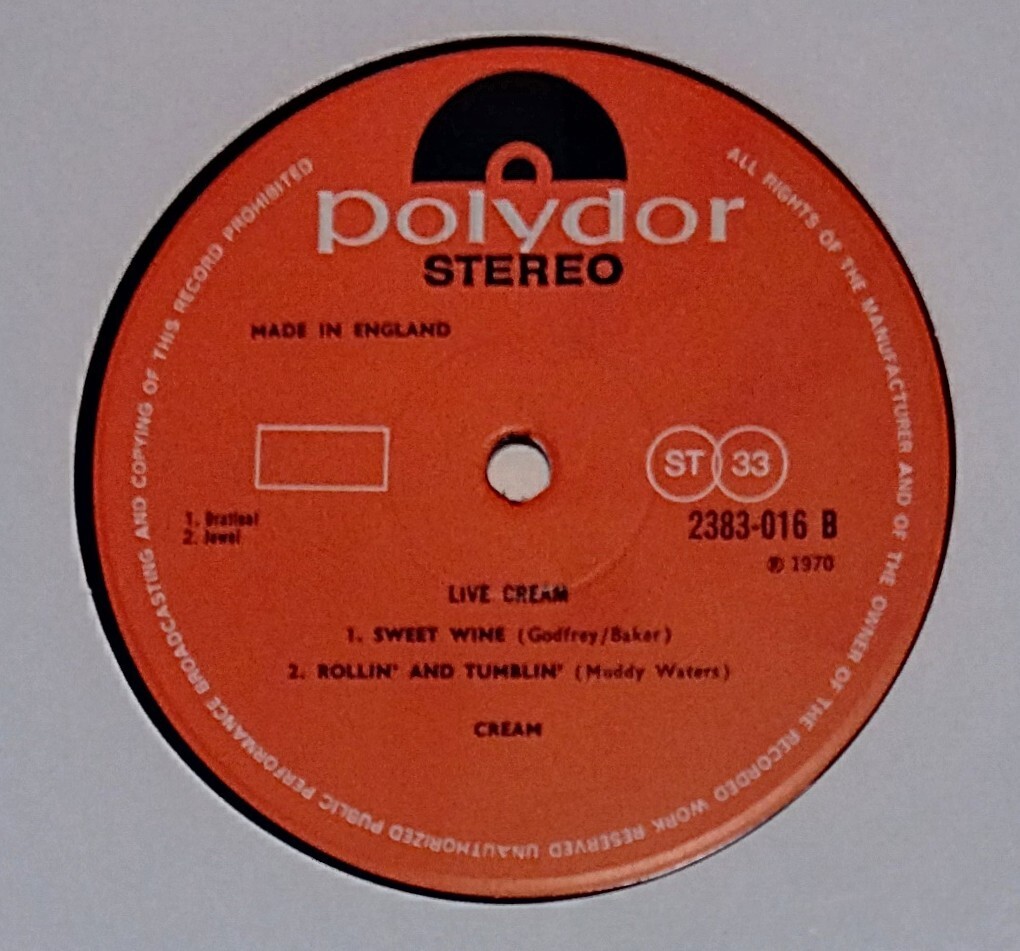 polydor
STEREO
MADE IN ENGLAND
ST 33
1. Dratleaf
2. Jewel
2383-016 B
℗ 1970
LIVE CREAM
1. SWEET WINE (Godfrey/Baker)
2. ROLLIN' AND TUMBLIN' (Muddy Waters)
CREAM
ALL RIGHTS OF THE MANUFACTURER AND OF THE OWNER OF THE RECORDED WORK RESERVED UNAUTHORIZED PUBLIC PERFORMANCE BROADCASTING AND COPYING OF THIS RECORD PROHIBITED